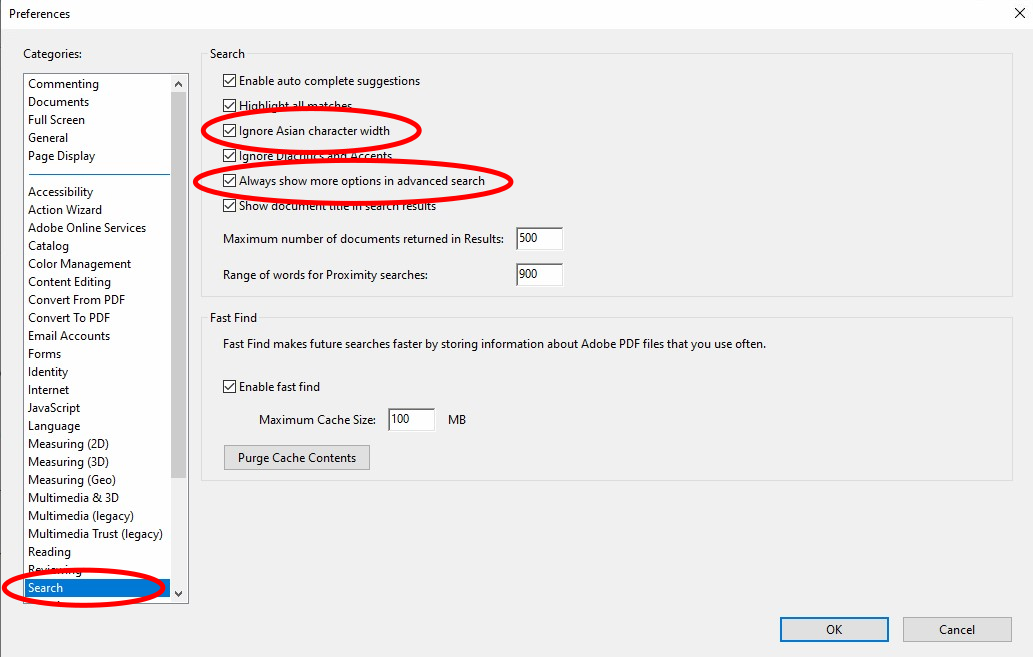 Preferences
Categories:
Commenting
Documents
Full Screen
General
Page Display
Accessibility
Action Wizard
Adobe Online Services
Catalog
Color Management
Content Editing
Convert From PDF
Convert To PDF
Email Accounts
Forms
Identity
Internet
JavaScript
Language
Measuring (2D)
Measuring (3D)
Measuring (Geo)
Multimedia & 3D
Multimedia (legacy)
Multimedia Trust (legacy)
Reading
Reviewing
Search
Search
Enable auto complete suggestions
Highlight all matches
Ignore Asian character width
Ignore Diacritics and Accents
Always show more options in advanced search
Show document title in search results
Maximum number of documents returned in Results: 500
Range of words for Proximity searches: 900
Fast Find
Fast Find makes future searches faster by storing information about Adobe PDF files that you use often.
Enable fast find
Maximum Cache Size: 100 MB
Purge Cache Contents
OK Cancel